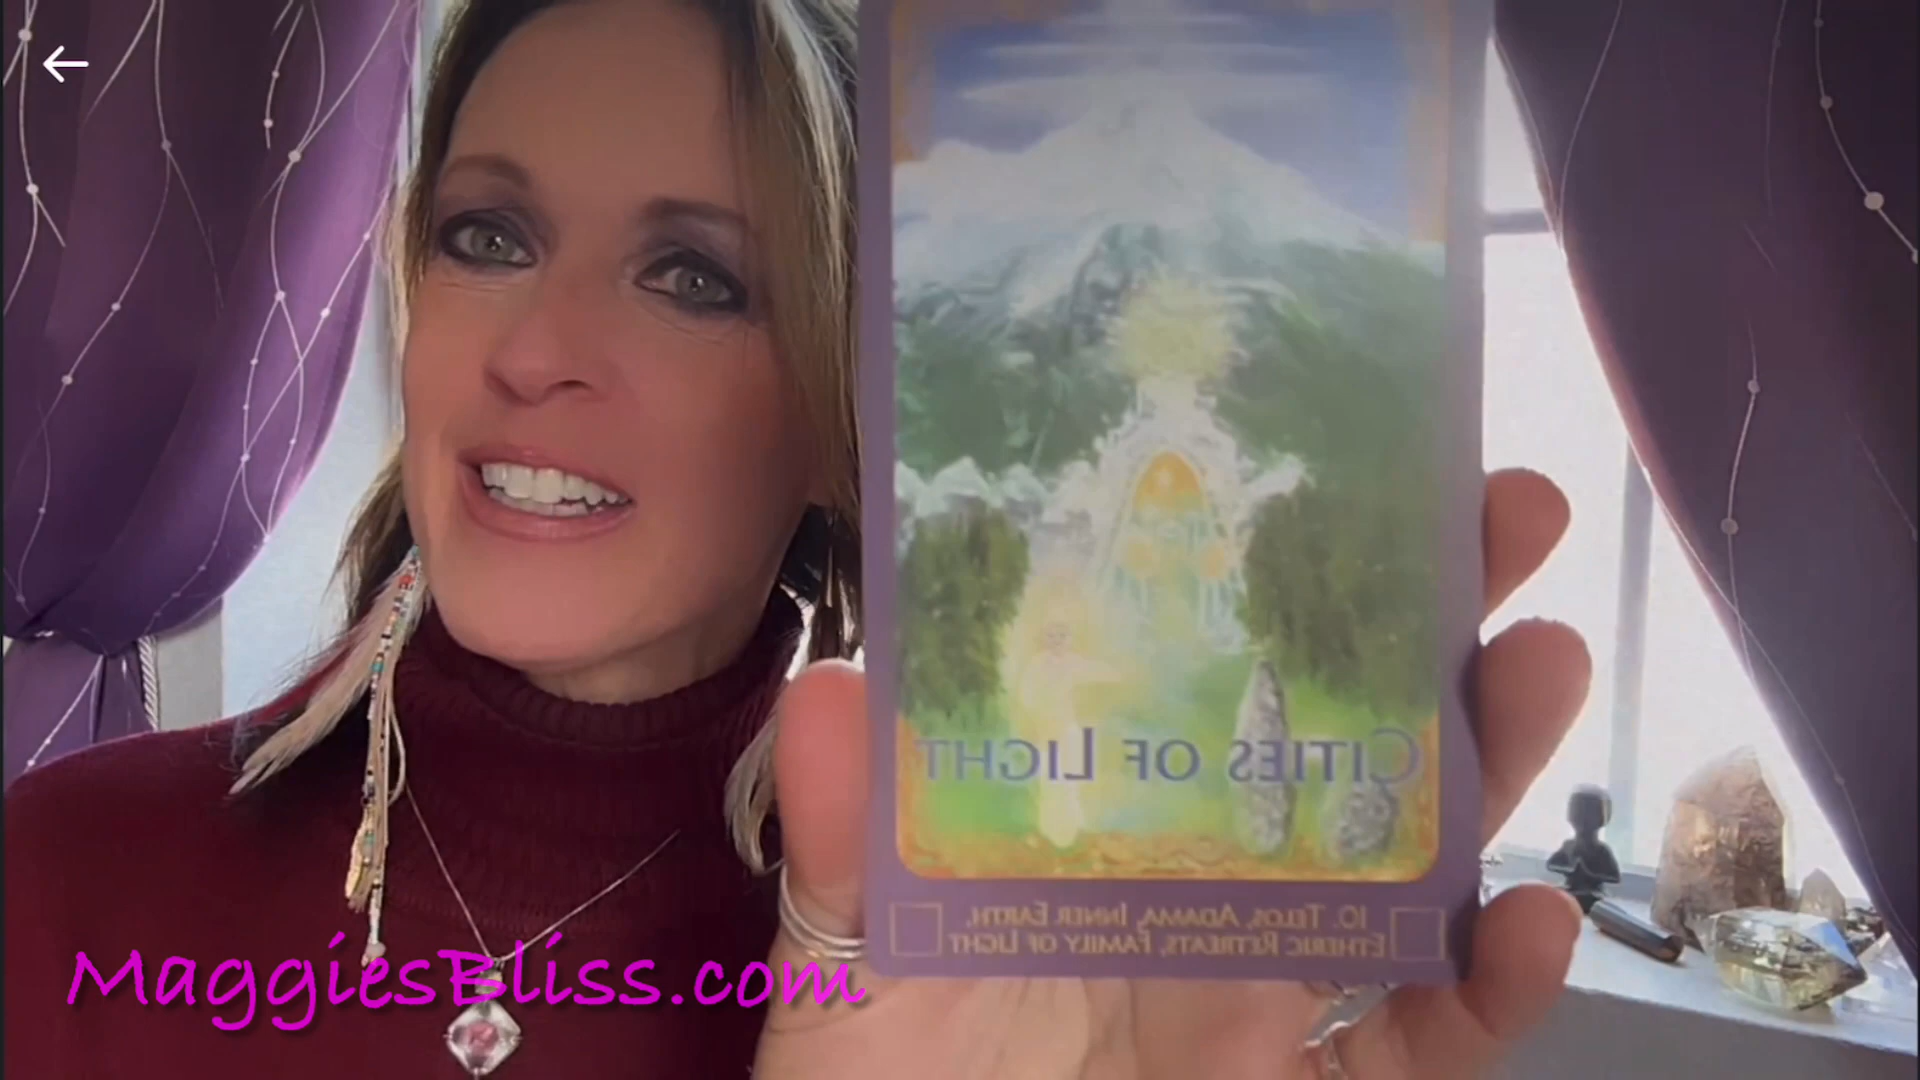 CITIES OF LIGHT
10. TELOS, ADAMA, INNER EARTH,
ETHERIC RETREATS, FAMILY OF LIGHT
MaggiesBliss.com